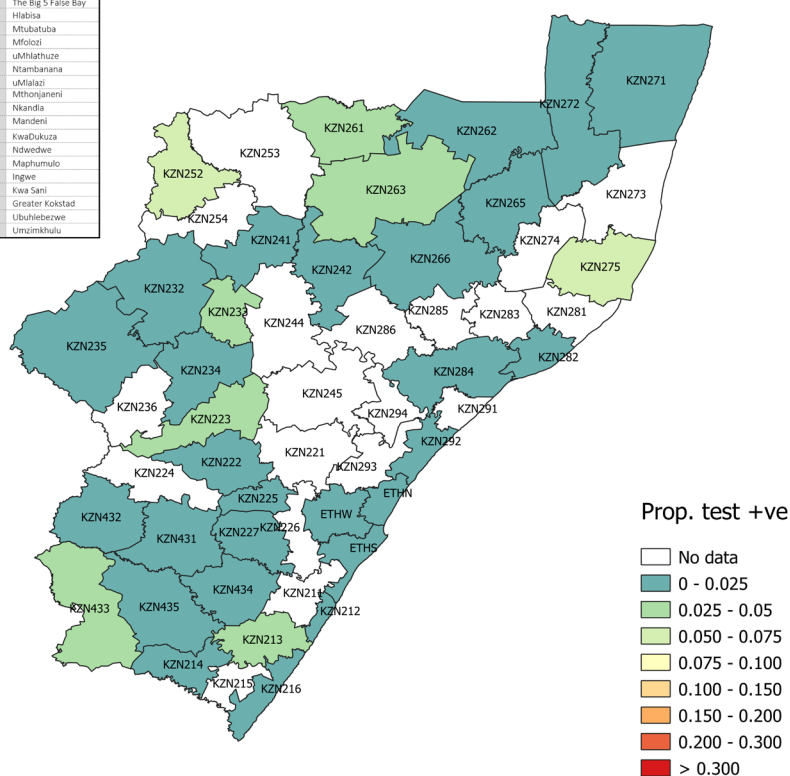 The Big 5 False Bay
Hlabisa
Mtubatuba
Mfolozi
uMhlathuze
Ntambanana
uMlalazi
Mthonjaneni
Nkandla
Mandeni
KwaDukuza
Ndwedwe
Maphumulo
Ingwe
Kwa Sani
Greater Kokstad
Ubuhlebezwe
Umzimkhulu
KZN271
KZN272
KZN261
KZN262
KZN253
KZN252
KZN263
KZN273
KZN265
KZN254
KZN241
KZN274
KZN266
KZN275
KZN242
KZN232
KZN233
KZN285
KZN283
KZN281
KZN244
KZN286
KZN235
KZN282
KZN234
KZN284
KZN245
KZN236
KZN294
KZN291
KZN223
KZN292
KZN221
KZN222
KZN293
KZN224
ETHN
KZN225
ETHW
KZN432
KZN227
KZN226
KZN431
ETHS
KZN434
KZN211
KZN433
KZN435
KZN212
KZN213
KZN214
KZN215
KZN216
Prop. test +ve
No data
0 - 0.025
0.025 - 0.05
0.050 - 0.075
0.075 - 0.100
0.100 - 0.150
0.150 - 0.200
0.200 - 0.300
> 0.300